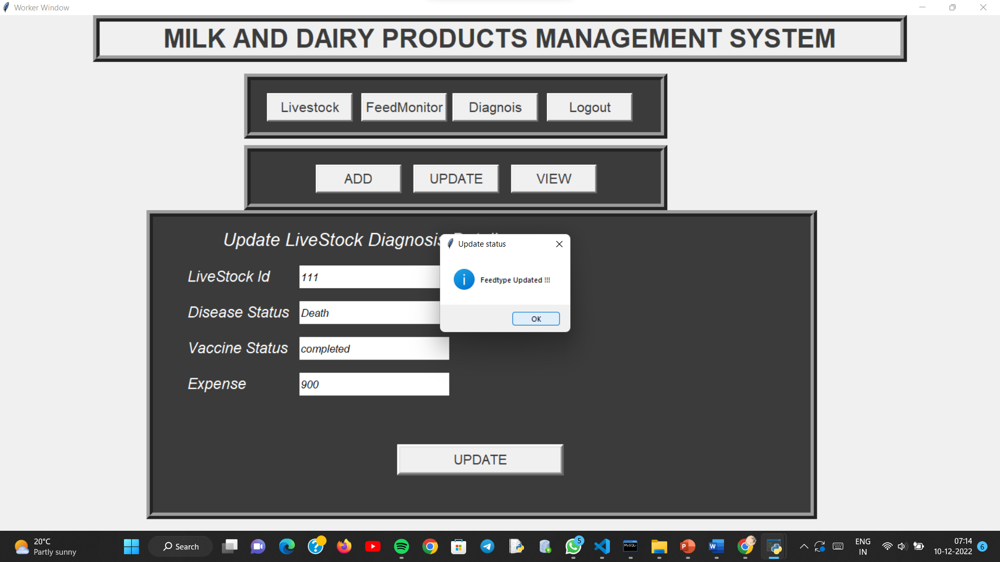 Worker Window
MILK AND DAIRY PRODUCTS MANAGEMENT SYSTEM
Livestock FeedMonitor Diagnois Logout
ADD UPDATE VIEW
Update LiveStock Diagnosis
Update status
LiveStock Id 111
Feedtype Updated !!!
Disease Status Death
OK
Vaccine Status completed
Expense 900
UPDATE
20°C
Partly sunny
Search
5
MySQL
ENG
IN
07:14
10-12-2022
6